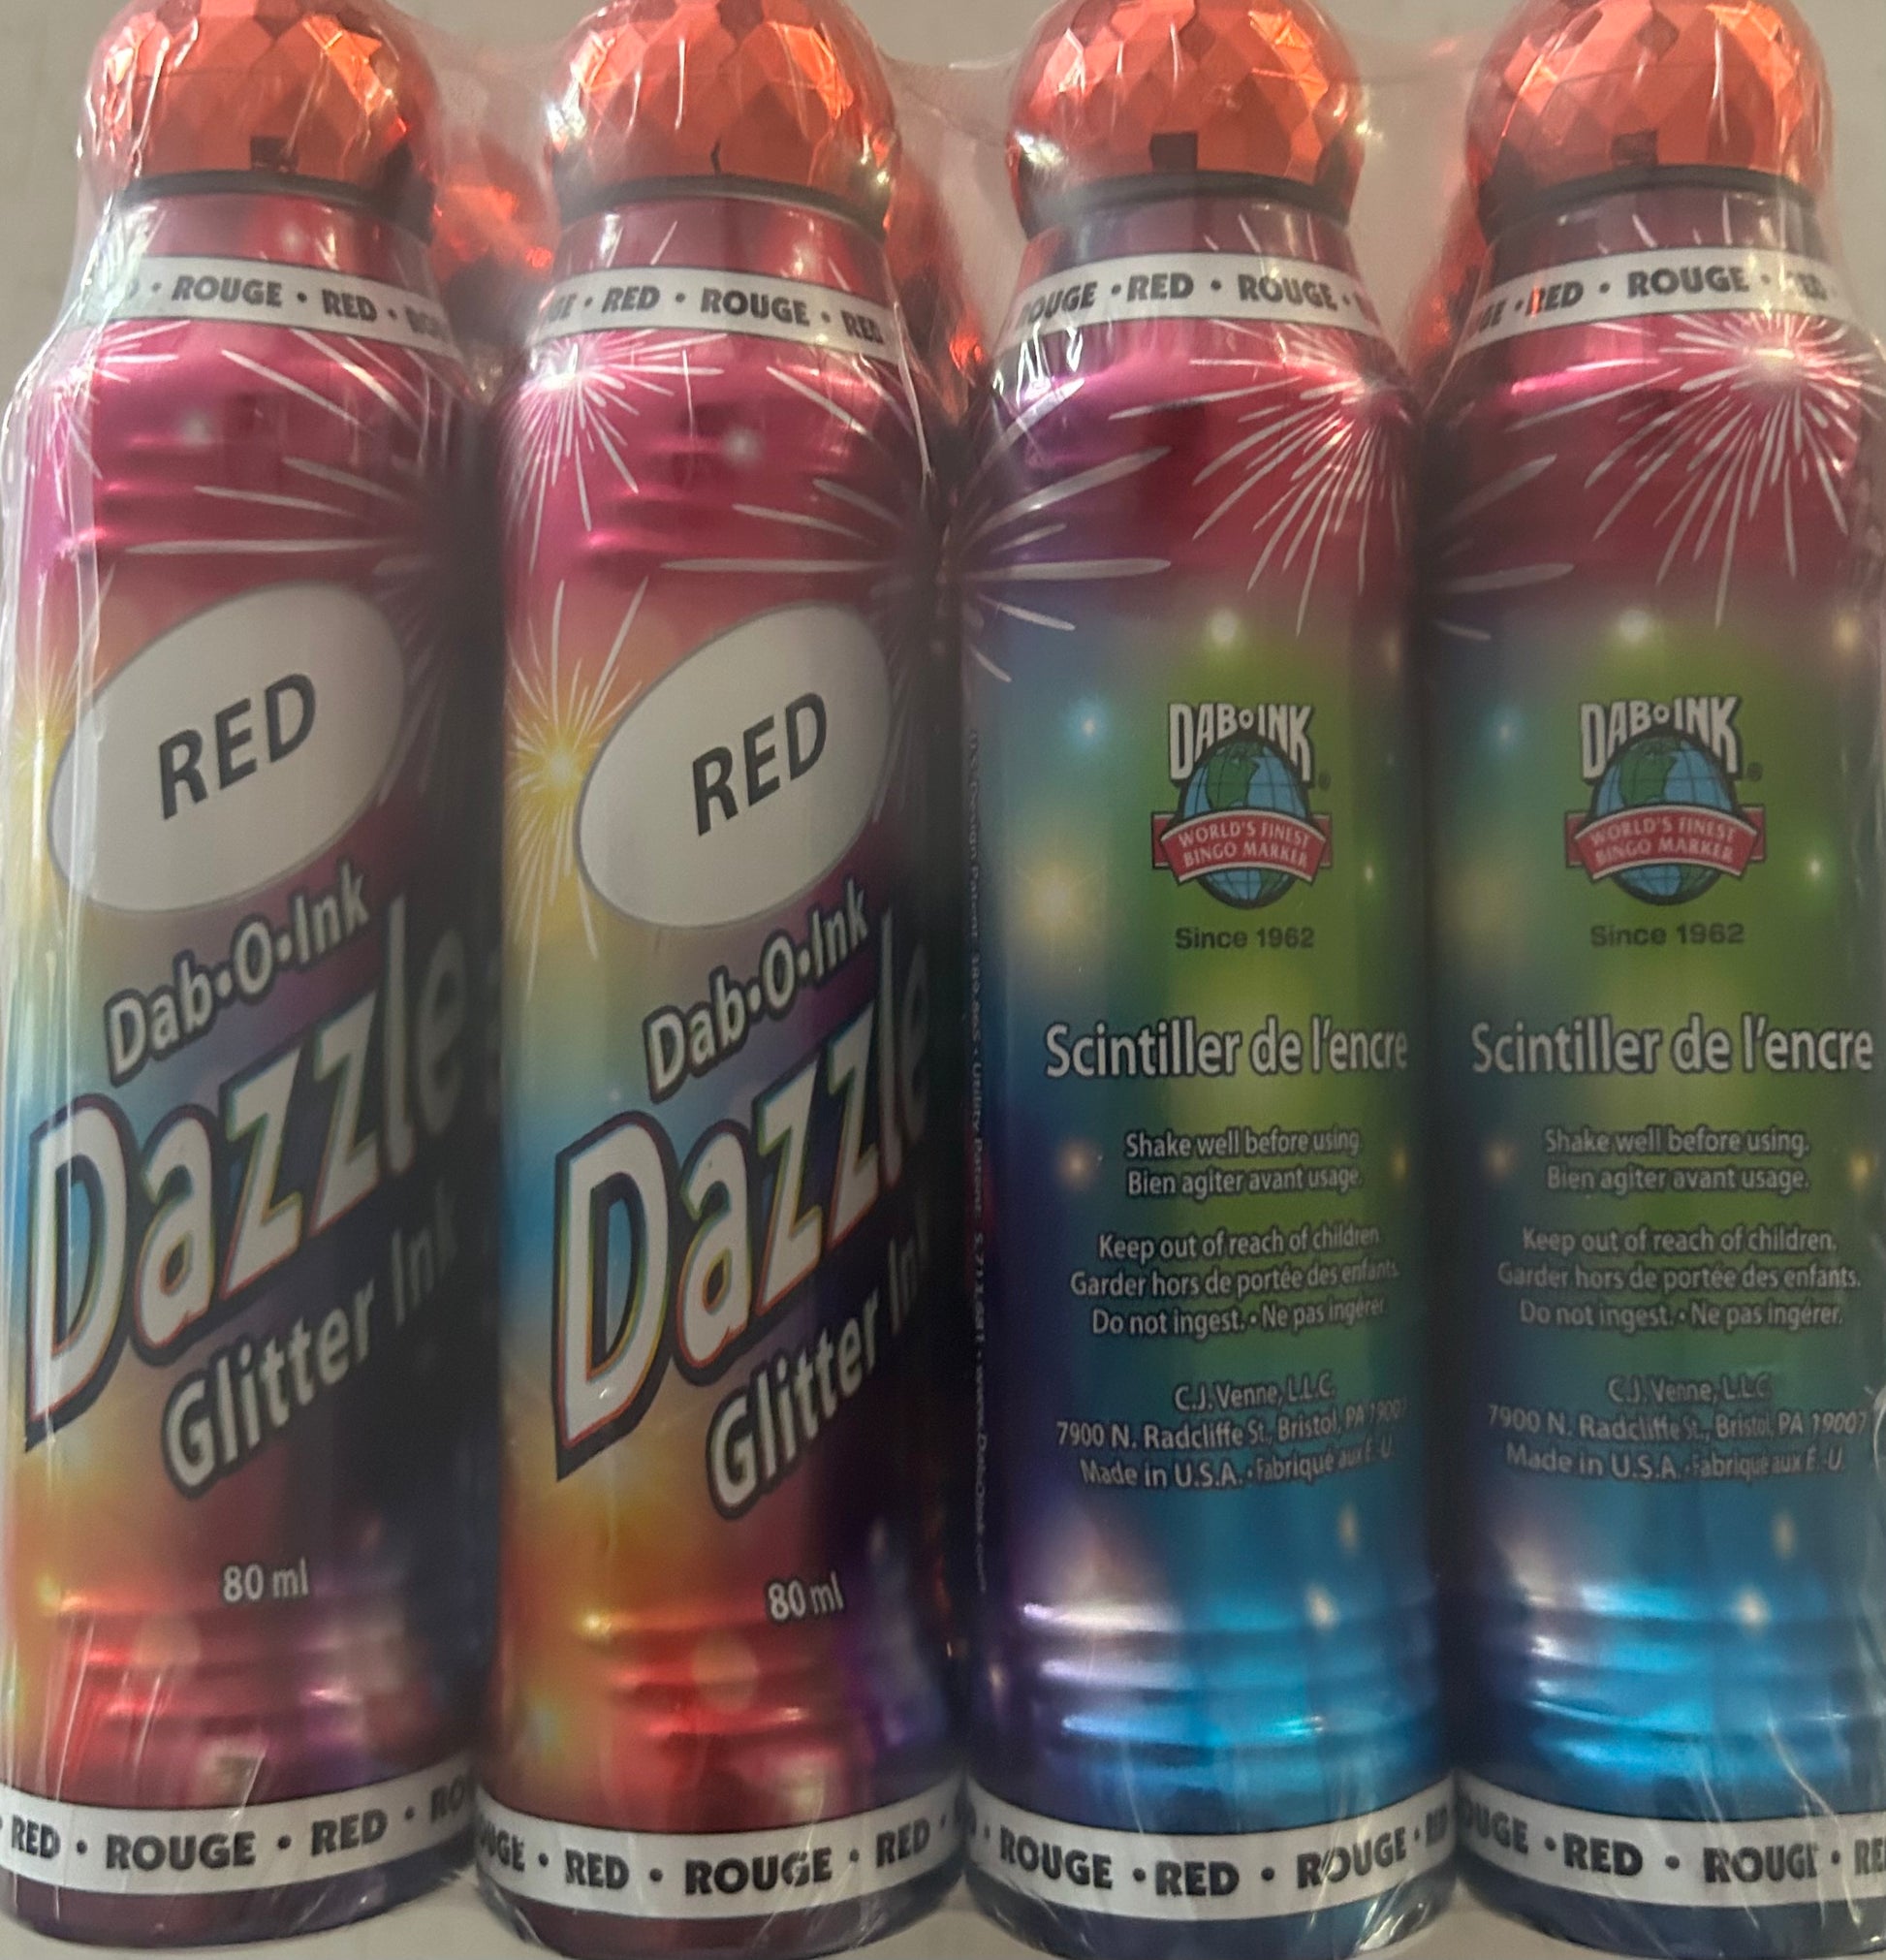 ROUGE • RED •
RED
Dab•O•Ink
Dazzle
Glitter Ink
80 ml
RED • ROUGE • RED •
• RED • ROUGE • RED
RED
Dab•O•Ink
Dazzle
Glitter Ink
80 ml
• RED • ROUGE • RED
ROUGE • RED • ROUGE •
DAB•O•INK®
WORLD'S FINEST
BINGO MARKER
Since 1962
Scintiller de l'encre
Shake well before using.
Bien agiter avant usage.
Keep out of reach of children.
Garder hors de portée des enfants.
Do not ingest. • Ne pas ingérer.
C.J. Venne, L.L.C.
7900 N. Radcliffe St., Bristol, PA 19007
Made in U.S.A. • Fabriqué aux É.-U.
• ROUGE • RED • ROUGE •
• RED • ROUGE • RED
DAB•O•INK®
WORLD'S FINEST
BINGO MARKER
Since 1962
Scintiller de l'encre
Shake well before using.
Bien agiter avant usage.
Keep out of reach of children.
Garder hors de portée des enfants.
Do not ingest. • Ne pas ingérer.
C.J. Venne, L.L.C.
7900 N. Radcliffe St., Bristol, PA 19007
Made in U.S.A. • Fabriqué aux É.-U.
• RED • ROUGE •